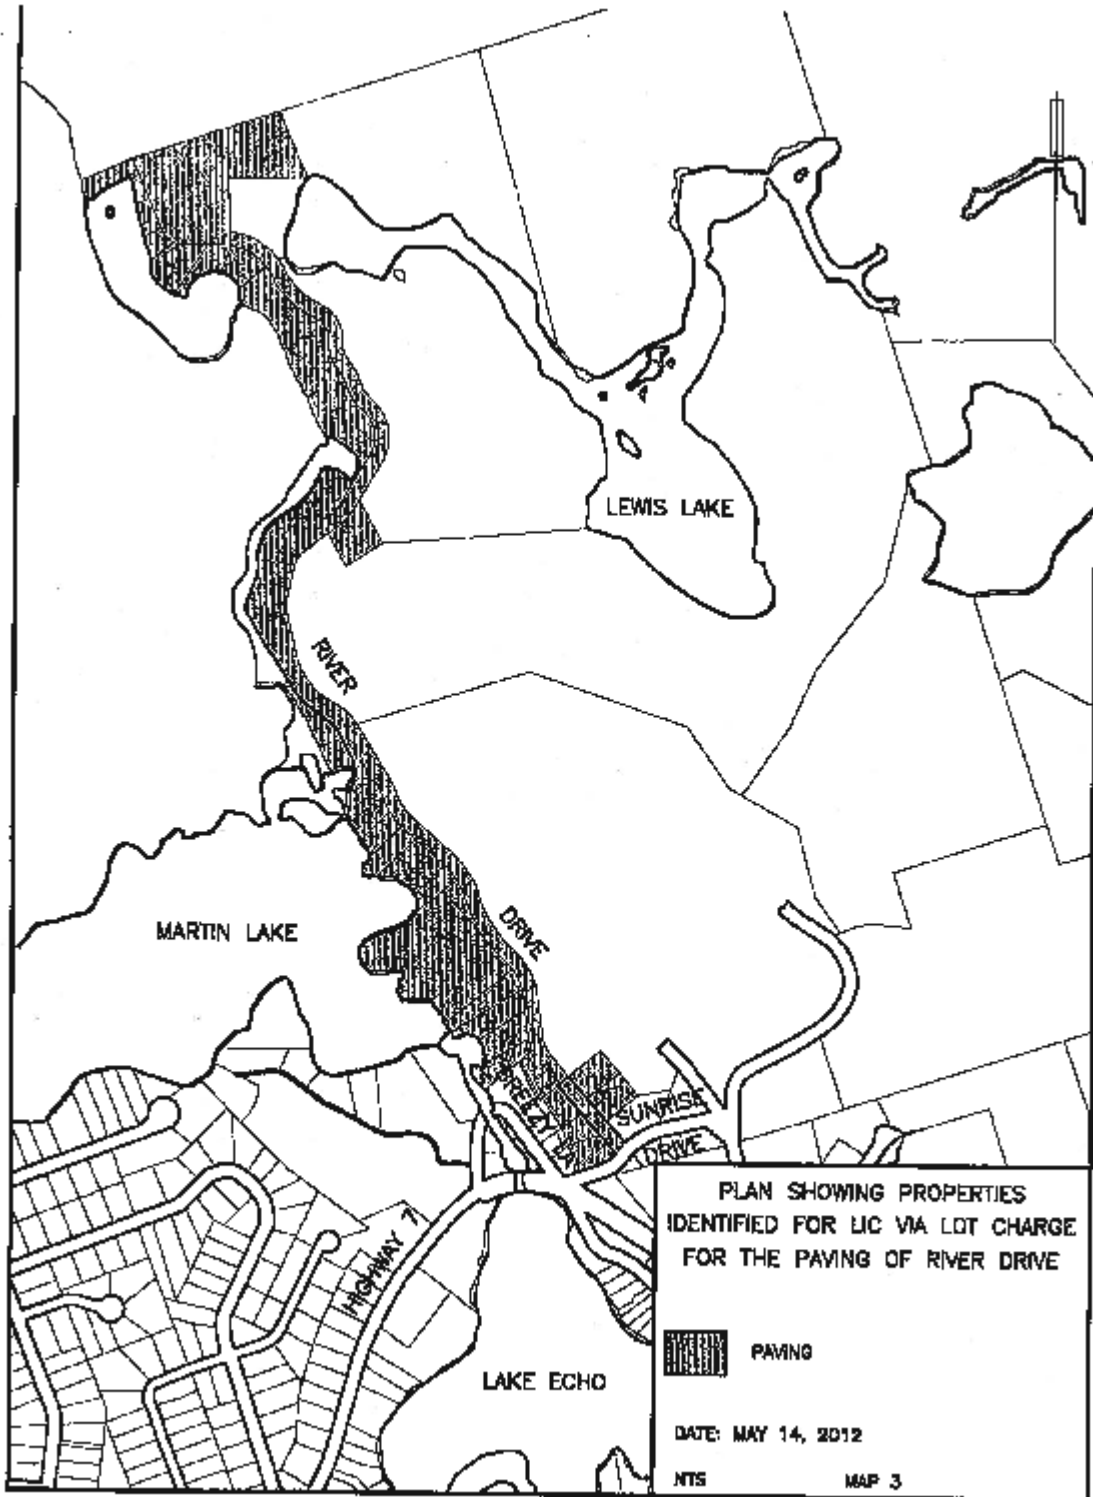 LEWIS LAKE
RIVER
DRIVE
MARTIN LAKE
BREEZY
SUNRISE
DRIVE
HIGHWAY 7
LAKE ECHO
PLAN SHOWING PROPERTIES
IDENTIFIED FOR LIC VIA LOT CHARGE
FOR THE PAVING OF RIVER DRIVE
PAVING
DATE: MAY 14, 2012
NTS MAP 3